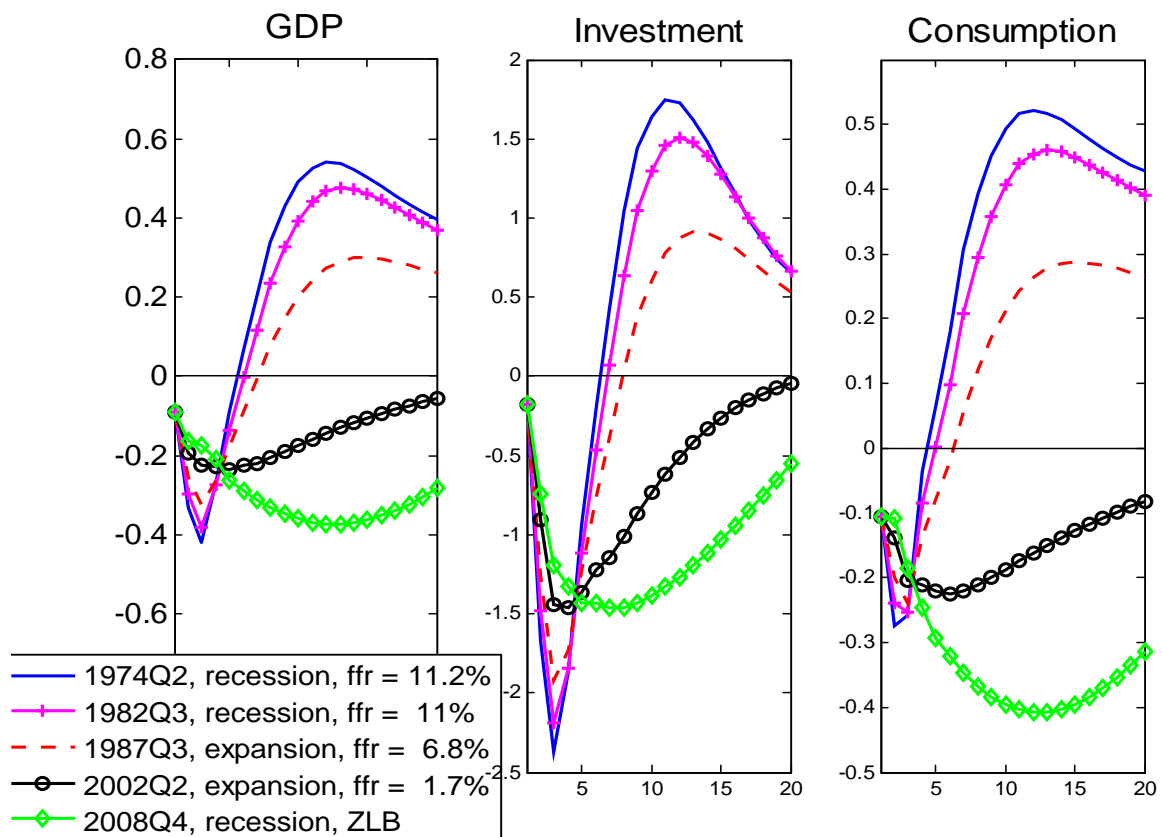 GDP
Investment
Consumption
0.8
0.6
0.4
0.2
0
-0.2
-0.4
-0.6
2
1.5
1
0.5
0
-0.5
-1
-1.5
-2
-2.5
0.5
0.4
0.3
0.2
0.1
0
-0.1
-0.2
-0.3
-0.4
-0.5
5 10 15 20
5 10 15 20
1974Q2, recession, ffr = 11.2%
1982Q3, recession, ffr = 11%
1987Q3, expansion, ffr = 6.8%
2002Q2, expansion, ffr = 1.7%
2008Q4, recession, ZLB